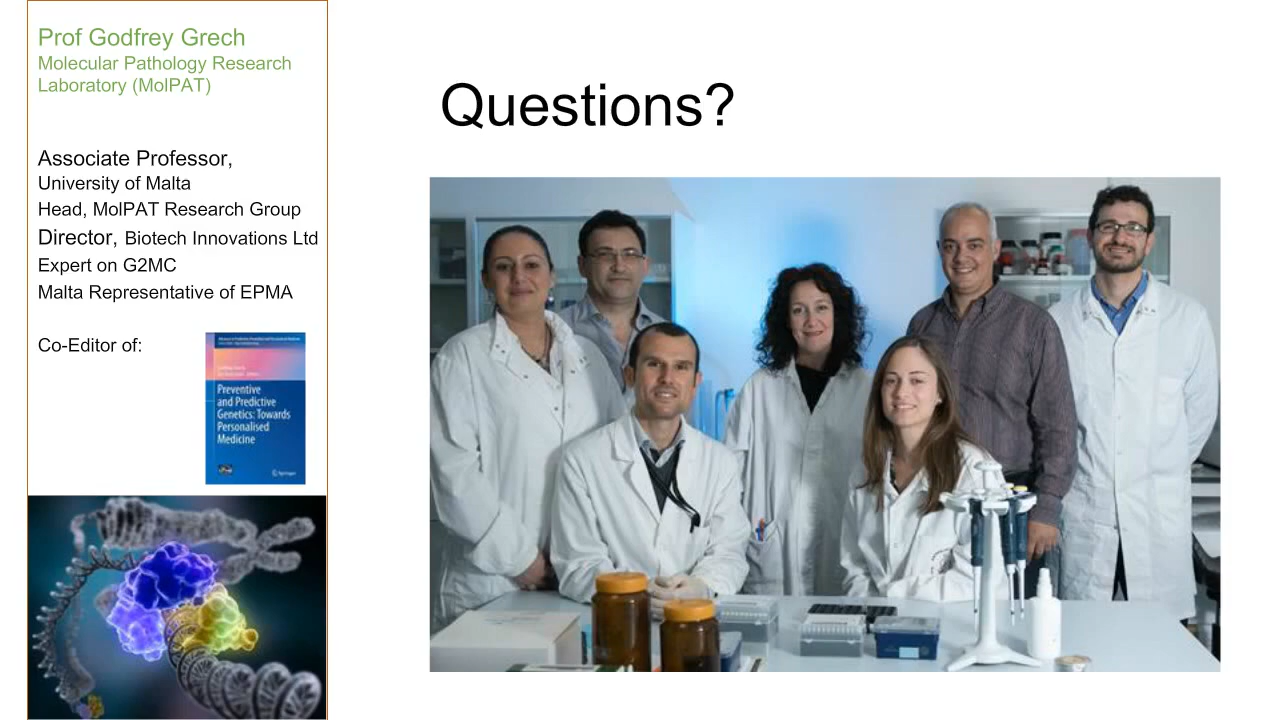 Prof Godfrey Grech
Molecular Pathology Research
Laboratory (MolPAT)
Associate Professor,
University of Malta
Head, MolPAT Research Group
Director, Biotech Innovations Ltd
Expert on G2MC
Malta Representative of EPMA
Co-Editor of:
Preventive
and Predictive
Genetics: Towards
Personalised
Medicine
Springer
Questions?